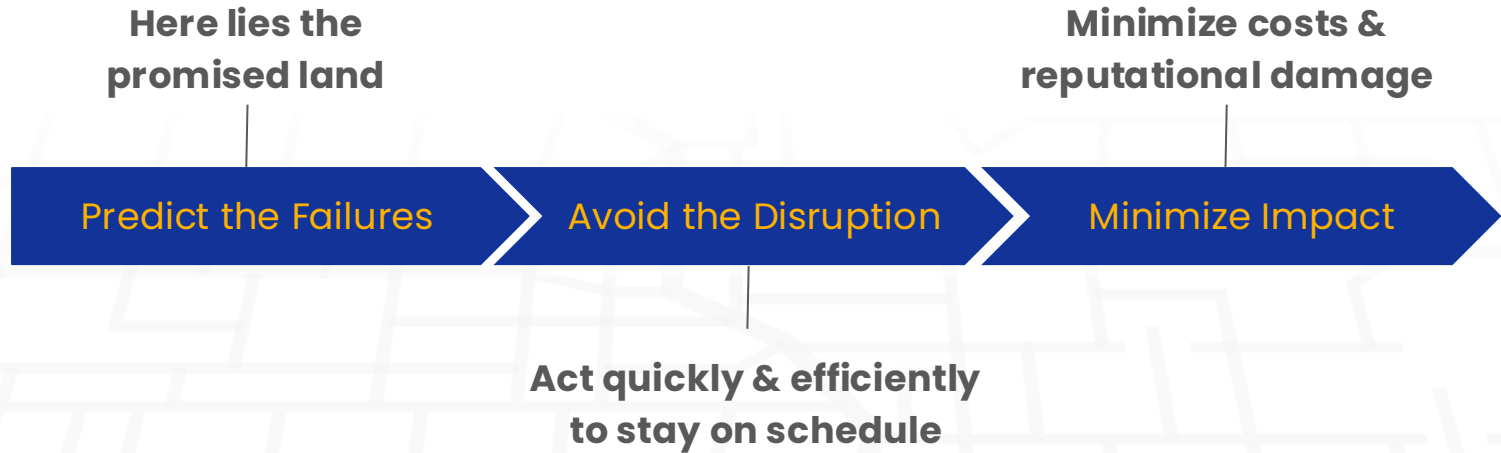 Here lies the
promised land
Minimize costs &
reputational damage
Predict the Failures
Avoid the Disruption
Minimize Impact
Act quickly & efficiently
to stay on schedule